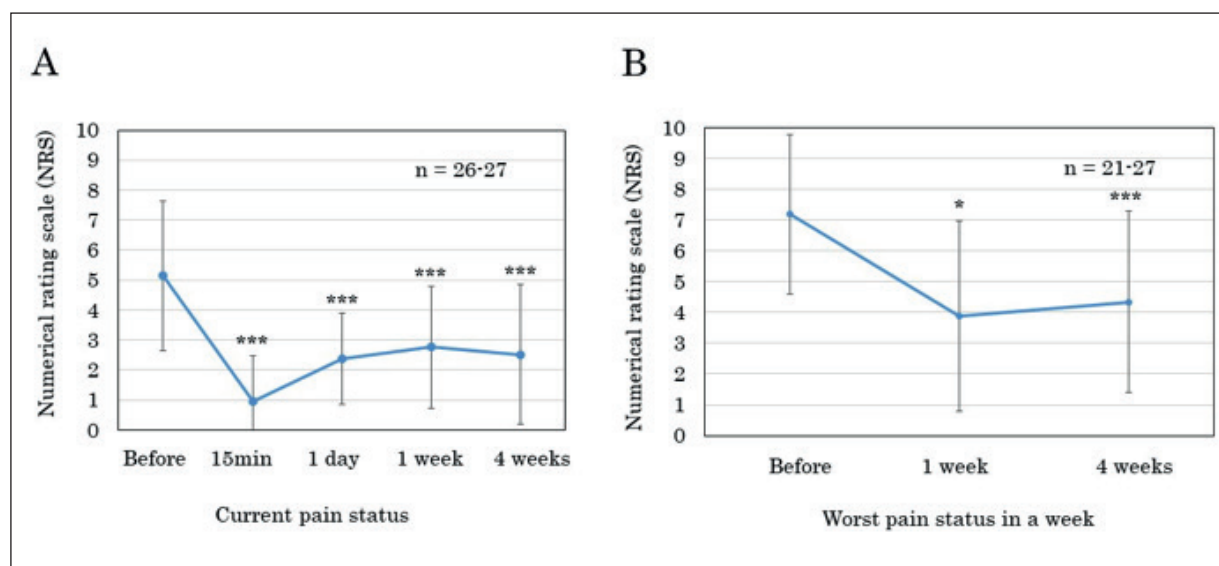 A
Numerical rating scale (NRS)
10
9
8
7
6
5
4
3
2
1
0
n = 26-27
***
***
***
***
Before 15min 1 day 1 week 4 weeks
Current pain status
B
Numerical rating scale (NRS)
10
9
8
7
6
5
4
3
2
1
0
n = 21-27
*
***
Before 1 week 4 weeks
Worst pain status in a week